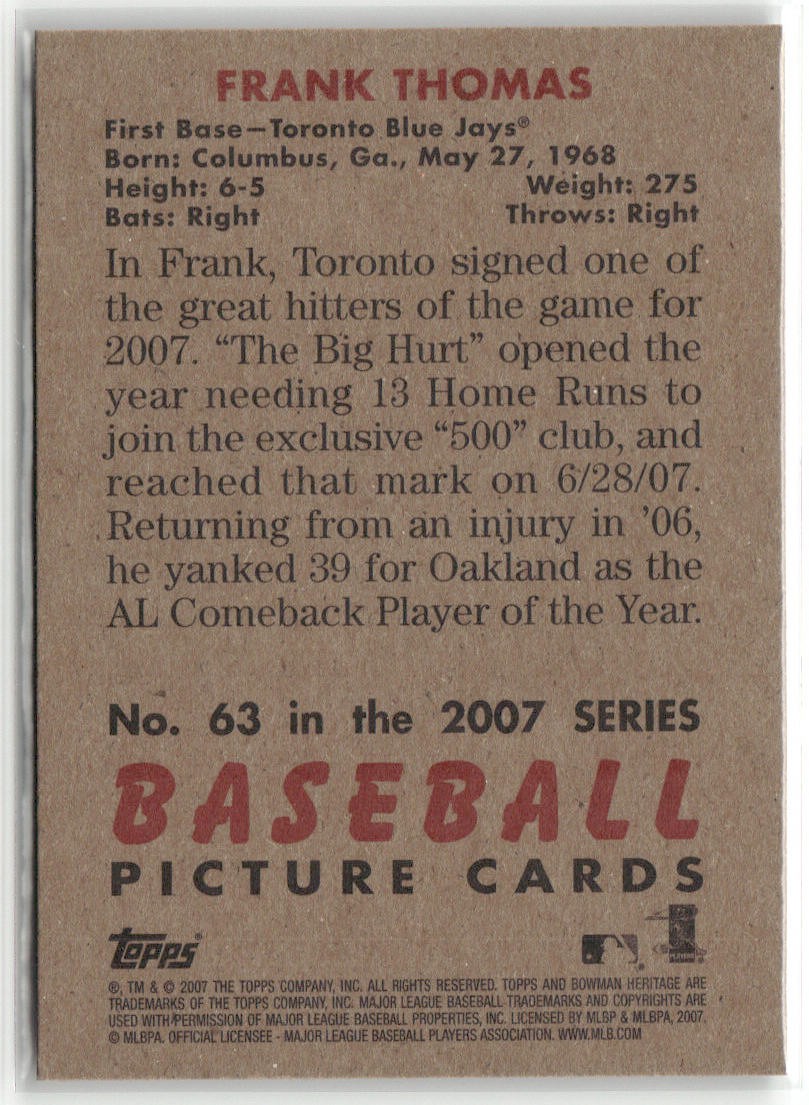 FRANK THOMAS
First Base—Toronto Blue Jays®
Born: Columbus, Ga., May 27, 1968
Height: 6-5 Weight: 275
Bats: Right Throws: Right
In Frank, Toronto signed one of
the great hitters of the game for
2007. “The Big Hurt” opened the
year needing 13 Home Runs to
join the exclusive “500” club, and
reached that mark on 6/28/07.
Returning from an injury in ’06,
he yanked 39 for Oakland as the
AL Comeback Player of the Year.
No. 63 in the 2007 SERIES
BASEBALL
PICTURE CARDS
Topps®
®, TM & © 2007 THE TOPPS COMPANY, INC. ALL RIGHTS RESERVED. TOPPS AND BOWMAN HERITAGE ARE
TRADEMARKS OF THE TOPPS COMPANY, INC. MAJOR LEAGUE BASEBALL TRADEMARKS AND COPYRIGHTS ARE
USED WITH PERMISSION OF MAJOR LEAGUE BASEBALL PROPERTIES, INC. LICENSED BY MLBP & MLBPA, 2007.
© MLBPA. OFFICIAL LICENSEE - MAJOR LEAGUE BASEBALL PLAYERS ASSOCIATION. WWW.MLB.COM